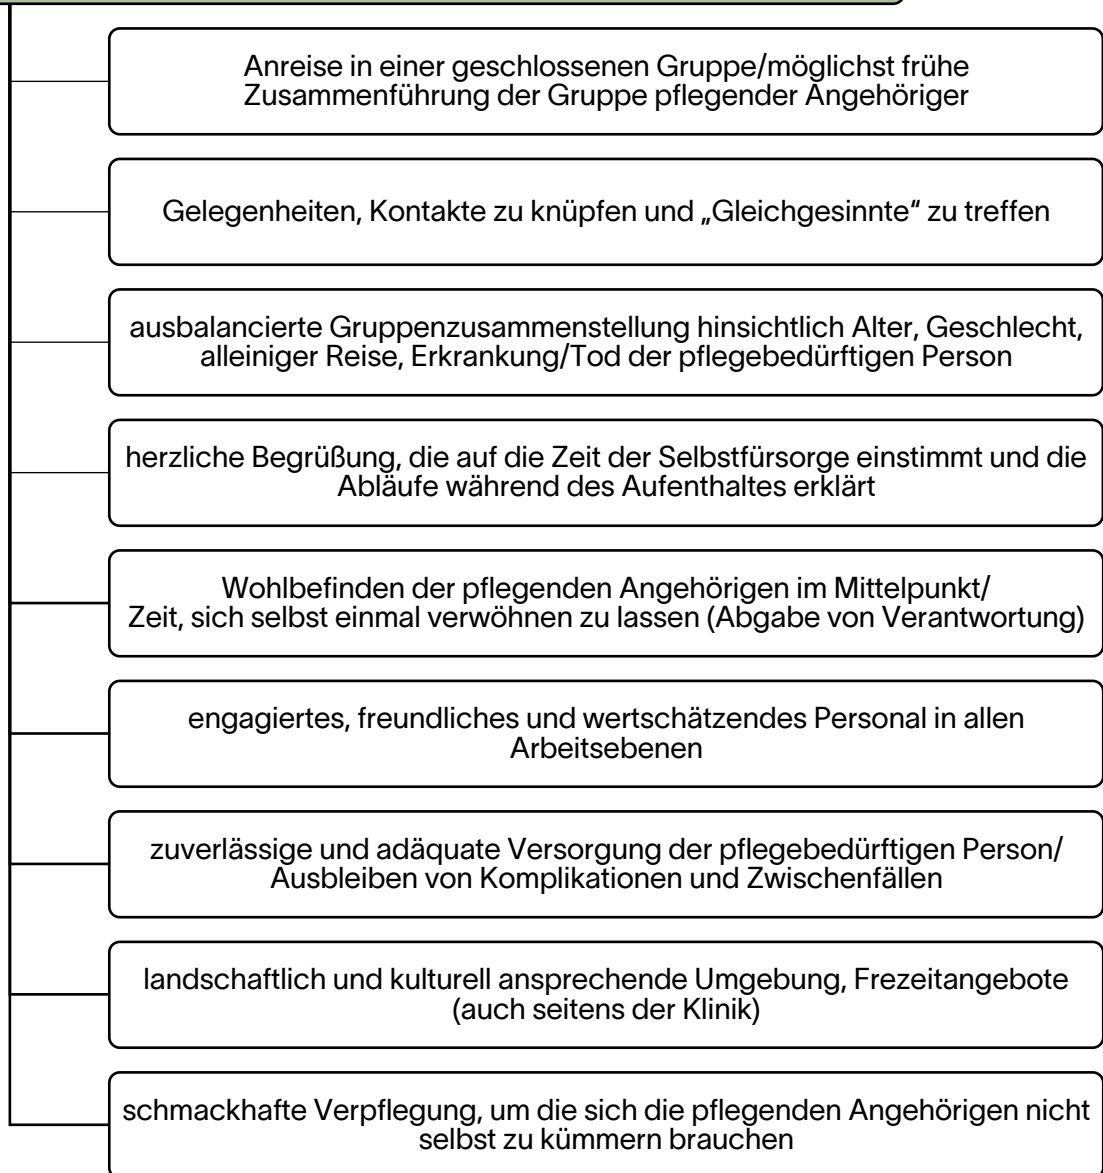 Anreise in einer geschlossenen Gruppe/möglichst frühe
Zusammenführung der Gruppe pflegender Angehöriger
Gelegenheiten, Kontakte zu knüpfen und „Gleichgesinnte“ zu treffen
ausbalancierte Gruppenzusammenstellung hinsichtlich Alter, Geschlecht,
alleiniger Reise, Erkrankung/Tod der pflegebedürftigen Person
herzliche Begrüßung, die auf die Zeit der Selbstfürsorge einstimmt und die
Abläufe während des Aufenthaltes erklärt
Wohlbefinden der pflegenden Angehörigen im Mittelpunkt/
Zeit, sich selbst einmal verwöhnen zu lassen (Abgabe von Verantwortung)
engagiertes, freundliches und wertschätzendes Personal in allen
Arbeitsebenen
zuverlässige und adäquate Versorgung der pflegebedürftigen Person/
Ausbleiben von Komplikationen und Zwischenfällen
landschaftlich und kulturell ansprechende Umgebung, Frezeitangebote
(auch seitens der Klinik)
schmackhafte Verpflegung, um die sich die pflegenden Angehörigen nicht
selbst zu kümmern brauchen